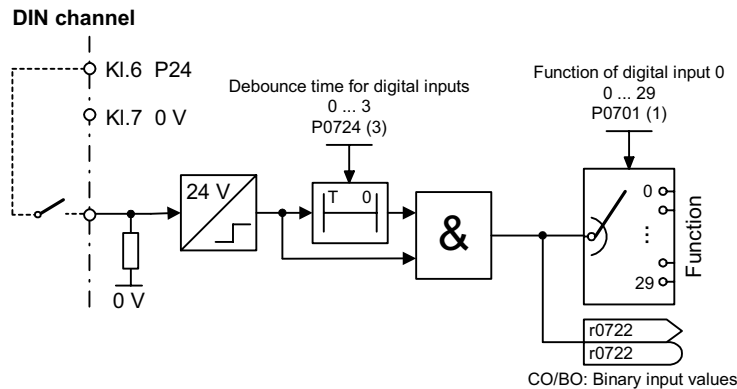 DIN channel
Kl.6 P24
Kl.7 0 V
Debounce time for digital inputs
0 ... 3
P0724 (3)
Function of digital input 0
0 ... 29
P0701 (1)
24 V
T 0
&
0
...
29
Function
0 V
r0722
r0722
CO/BO: Binary input values